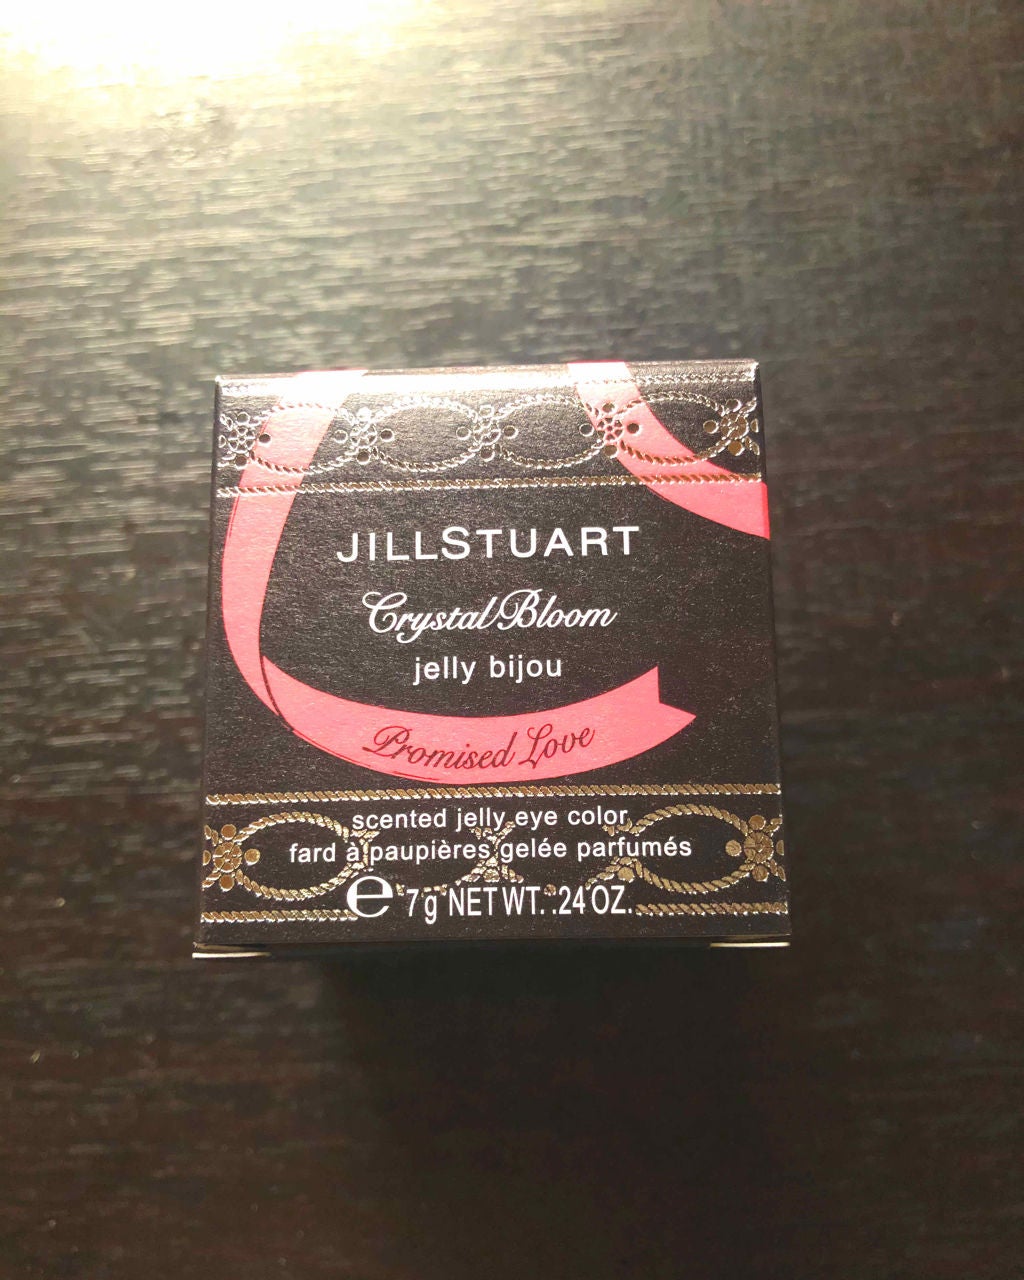 JILLSTUART
Crystal Bloom
jelly bijou
Promised Love
scented jelly eye color
fard à paupières gelée parfumés
e 7g NET WT. .24 OZ.